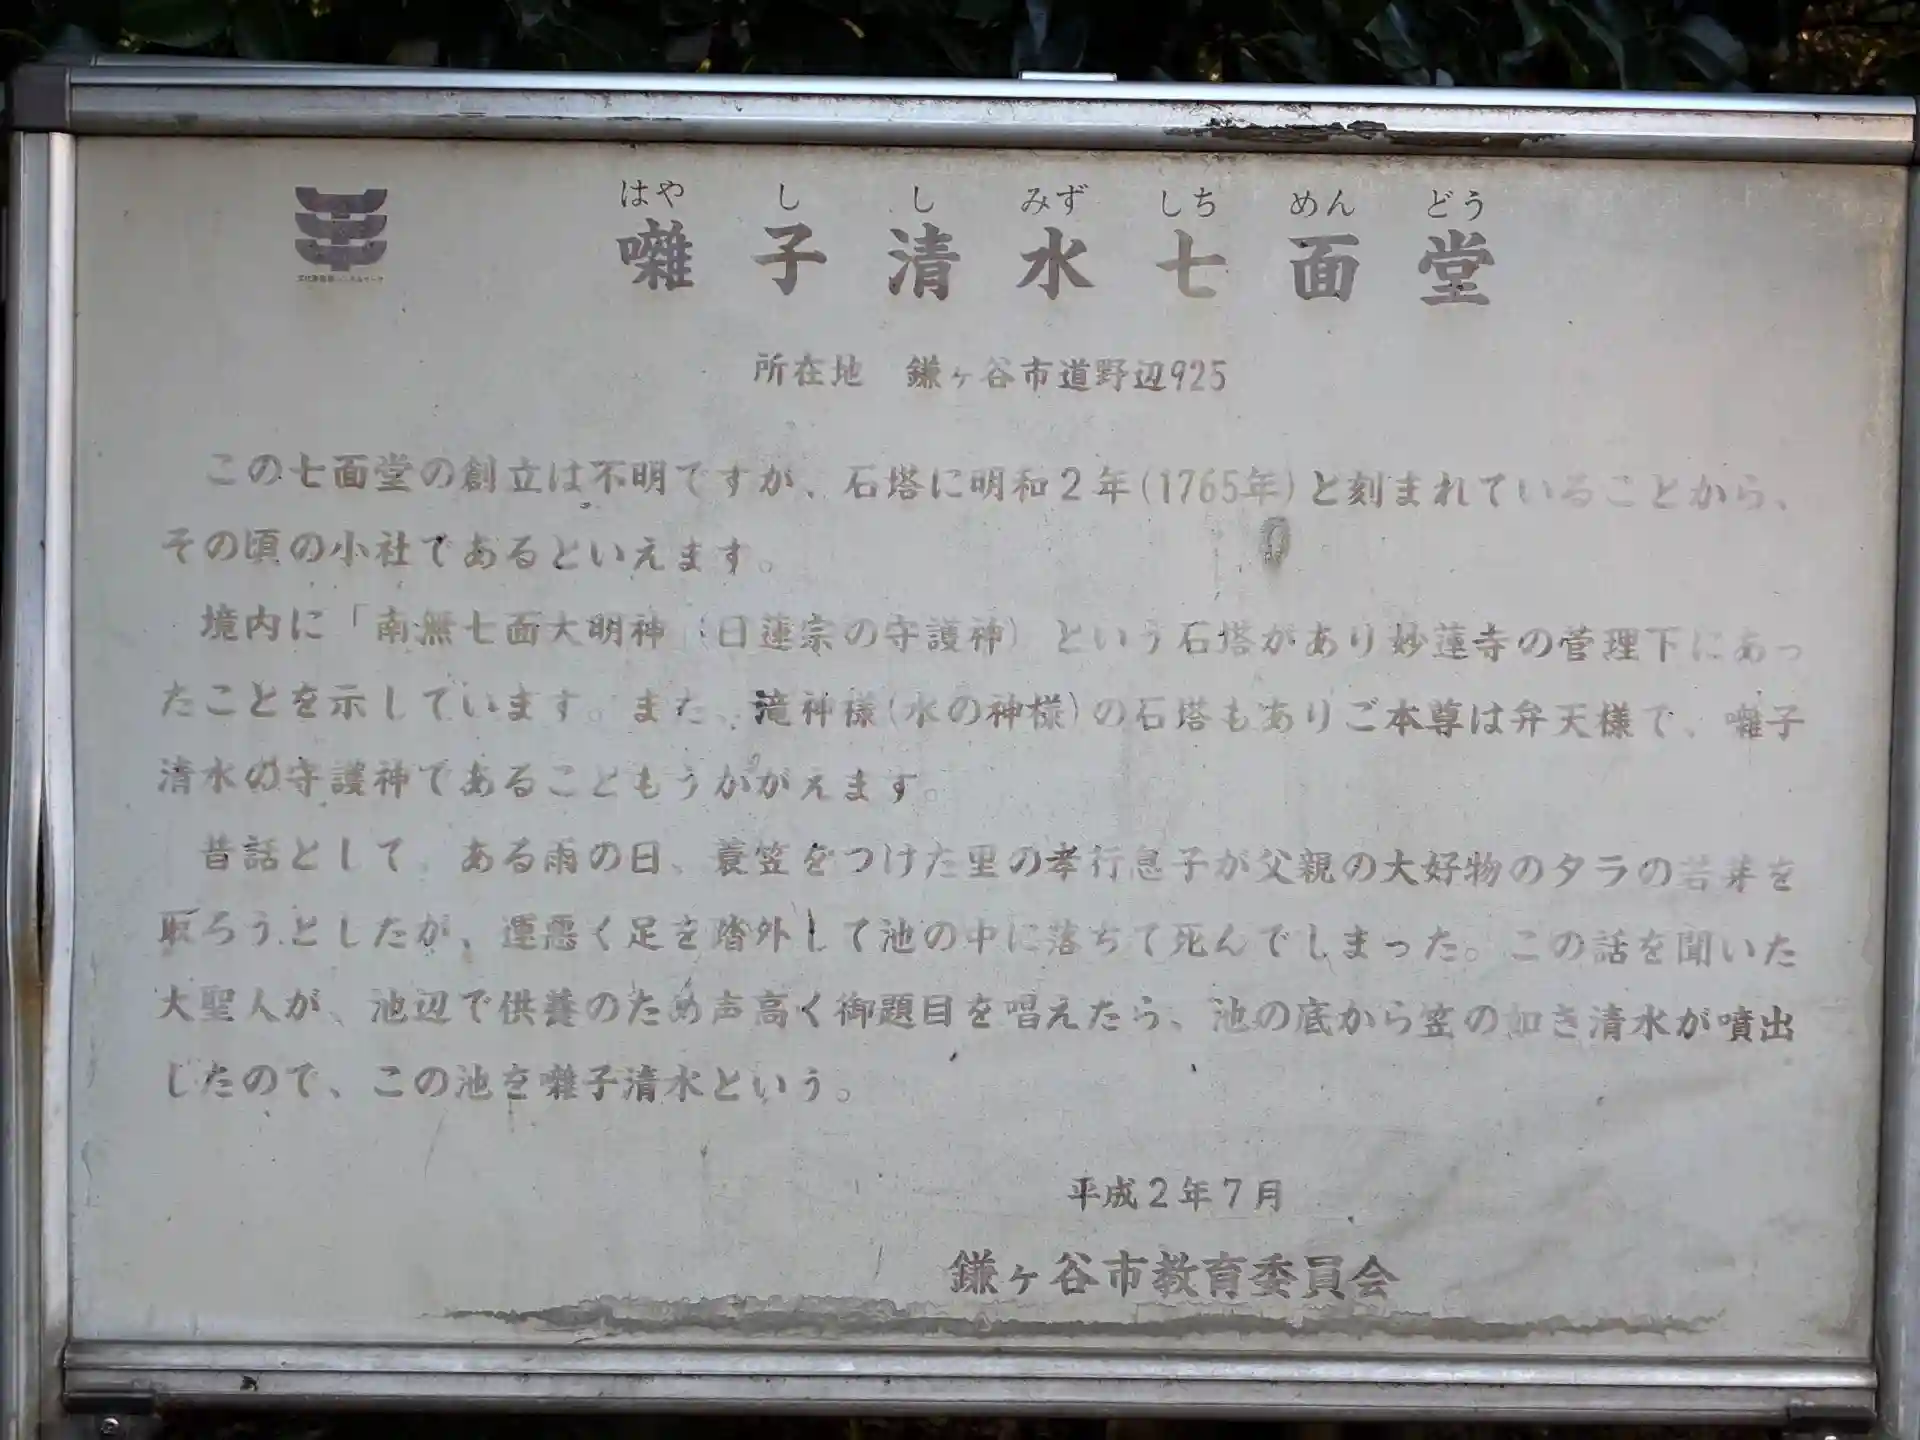 はや し し みず しち めん どう
囃子清水七面堂
所在地　鎌ヶ谷市道野辺925
この七面堂の創立は不明ですが、石塔に明和２年(1765年)と刻まれていることから、
その頃の小社であるといえます。
境内に「南無七面大明神（日蓮宗の守護神）という石塔があり妙蓮寺の管理下にあっ
たことを示しています。また、滝神様(水の神様)の石塔もありご本尊は弁天様で、囃子
清水の守護神であることもうかがえます。
昔話として、ある雨の日、蓑笠をつけた里の孝行息子が父親の大好物のタラの若芽を
取ろうとしたが、運悪く足を踏外して池の中に落ちて死んでしまった。この話を聞いた
大聖人が、池辺で供養のため声高く御題目を唱えたら、池の底から笠の如き清水が噴出
したので、この池を囃子清水という。
平成２年７月
鎌ヶ谷市教育委員会